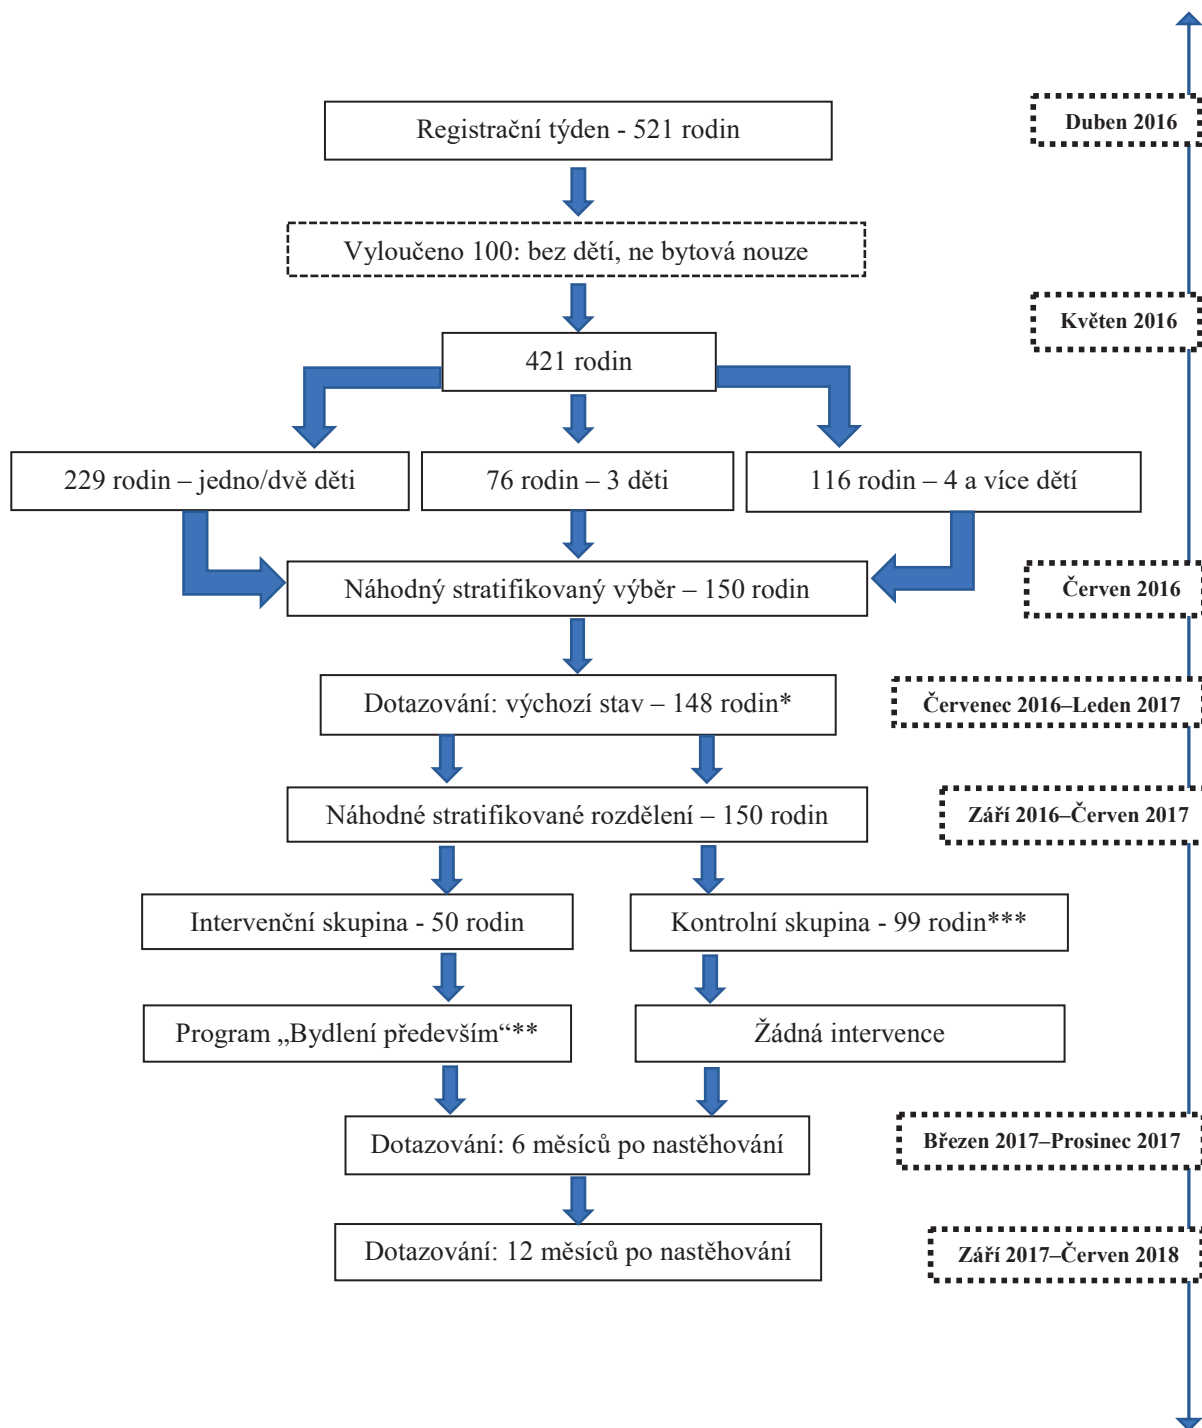 Registrační týden - 521 rodin
Duben 2016
Vyloučeno 100: bez dětí, ne bytová nouze
Květen 2016
421 rodin
229 rodin – jedno/dvě děti
76 rodin – 3 děti
116 rodin – 4 a více dětí
Náhodný stratifikovaný výběr – 150 rodin
Červen 2016
Dotazování: výchozí stav – 148 rodin*
Červenec 2016–Leden 2017
Náhodné stratifikované rozdělení – 150 rodin
Září 2016–Červen 2017
Intervenční skupina - 50 rodin
Kontrolní skupina - 99 rodin***
Program „Bydlení především“**
Žádná intervence
Dotazování: 6 měsíců po nastěhování
Březen 2017–Prosinec 2017
Dotazování: 12 měsíců po nastěhování
Září 2017–Červen 2018